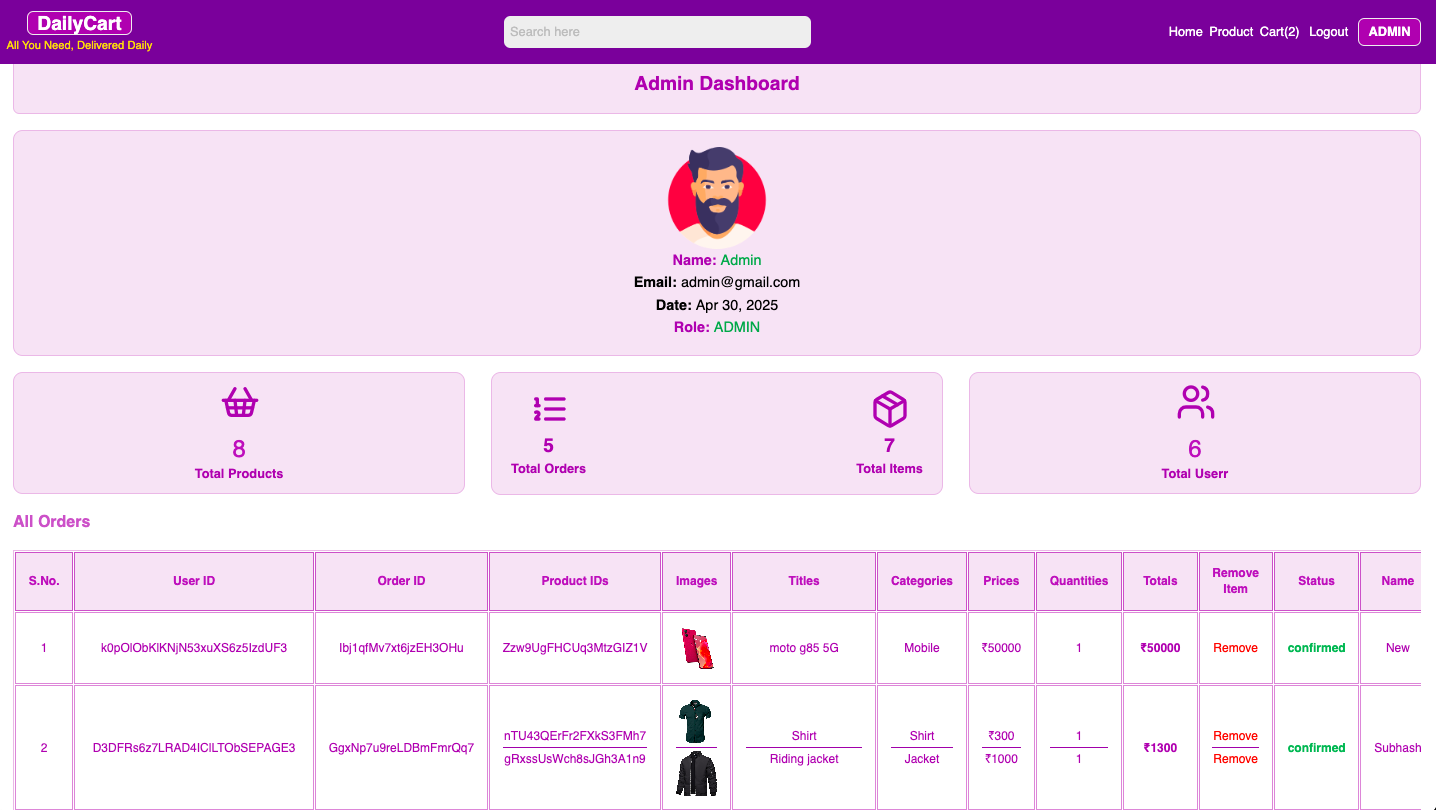 DailyCart
All You Need, Delivered Daily
Search here
Home Product Cart(2) Logout ADMIN
Admin Dashboard
Name: Admin
Email: admin@gmail.com
Date: Apr 30, 2025
Role: ADMIN
8
Total Products
5
Total Orders
7
Total Items
6
Total Userr
All Orders
S.No. User ID Order ID Product IDs Images Titles Categories Prices Quantities Totals Remove Item Status Name
1 k0pOlObKlKNjN53xuXS6z5IzdUF3 Ibj1qfMv7xt6jzEH3OHu Zzw9UgFHCUq3MtzGIZ1V moto g85 5G Mobile ₹50000 1 ₹50000 Remove confirmed New
2 D3DFRs6z7LRAD4IClLTObSEPAGE3 GgxNp7u9reLDBmFmrQq7 nTU43QErFr2FXkS3FMh7 Shirt Shirt ₹300 1 ₹1300 Remove confirmed Subhash
gRxssUsWch8sJGh3A1n9 Riding jacket Jacket ₹1000 1 Remove